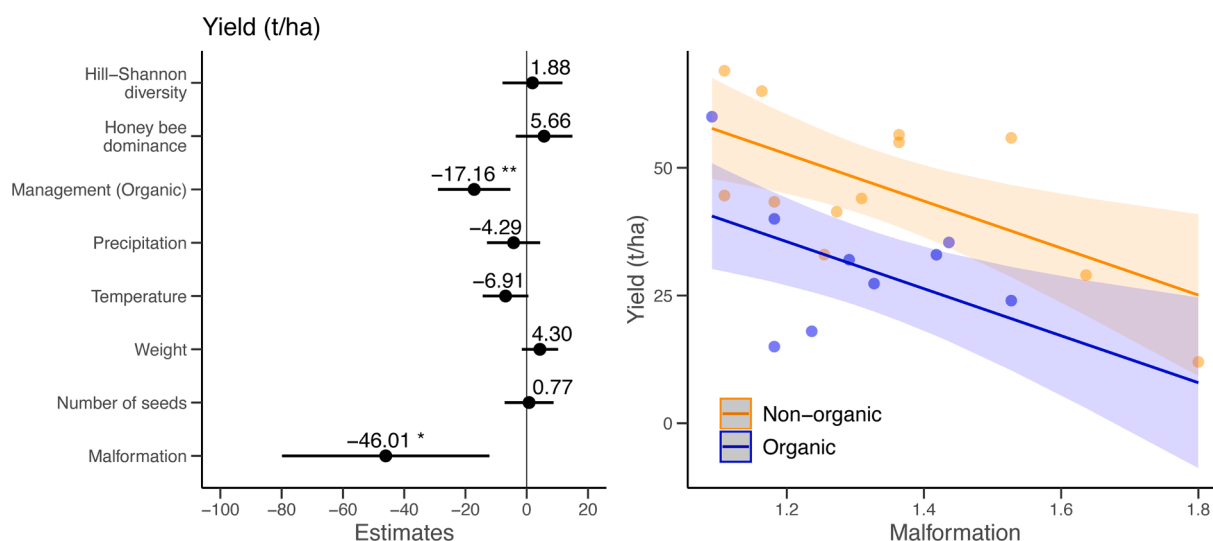 Yield (t/ha)
Hill−Shannon
diversity
1.88
Honey bee
dominance
5.66
Management (Organic)
−17.16 **
Precipitation
−4.29
Temperature
−6.91
Weight
4.30
Number of seeds
0.77
Malformation
−46.01 *
−100 −80 −60 −40 −20 0 20
Estimates
Yield (t/ha)
50
25
0
Non-organic
Organic
1.2 1.4 1.6 1.8
Malformation